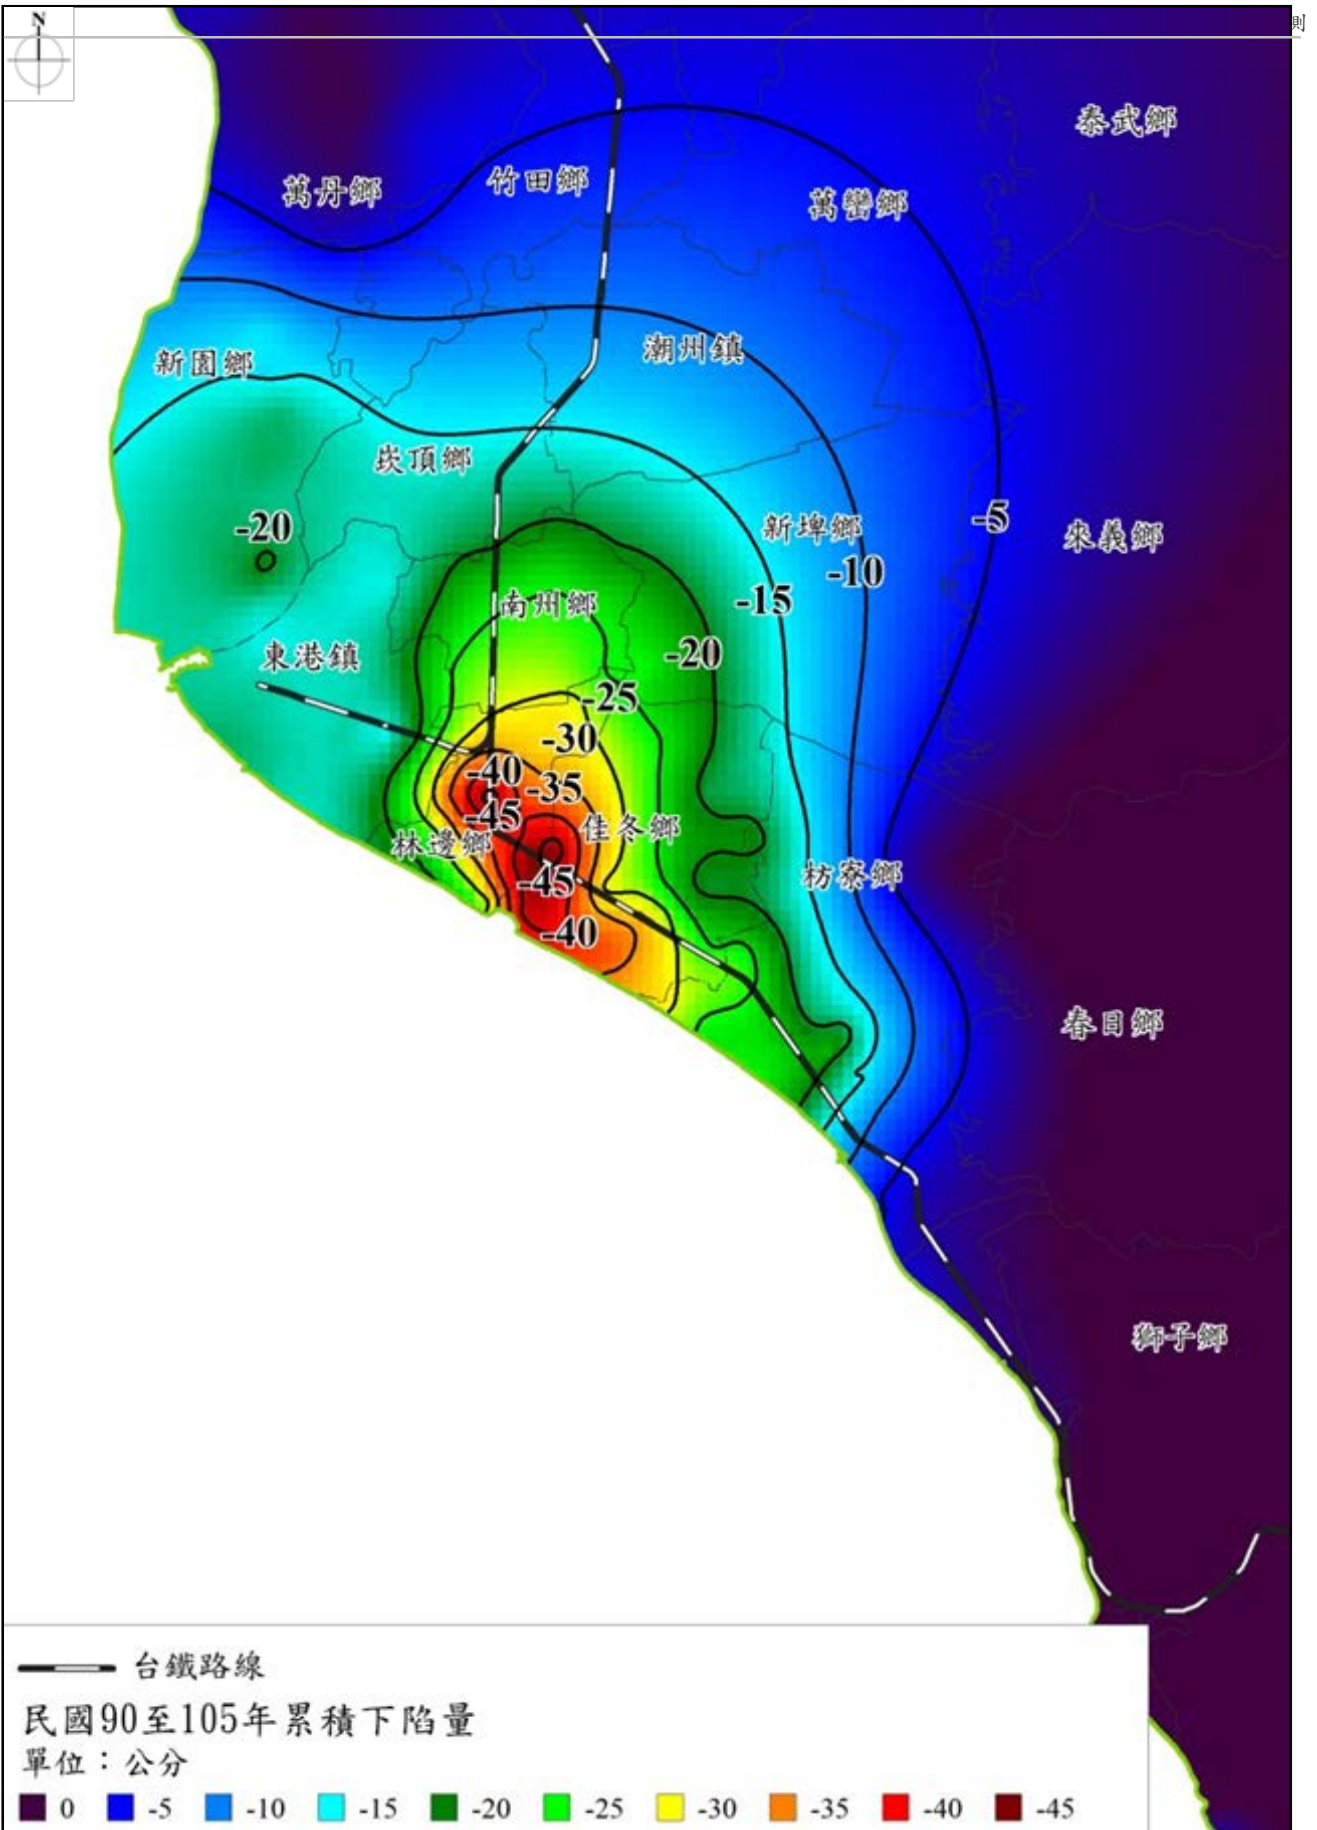 N
測
泰武鄉
萬丹鄉
竹田鄉
萬巒鄉
新園鄉
潮州鎮
崁頂鄉
-20
新埤鄉
-5
來義鄉
-10
-15
南州鄉
東港鎮
-20
-25
-30
-40
-35
-45
林邊鄉
佳冬鄉
-45
枋寮鄉
-40
春日鄉
獅子鄉
台鐵路線
民國90至105年累積下陷量
單位：公分
0 -5 -10 -15 -20 -25 -30 -35 -40 -45